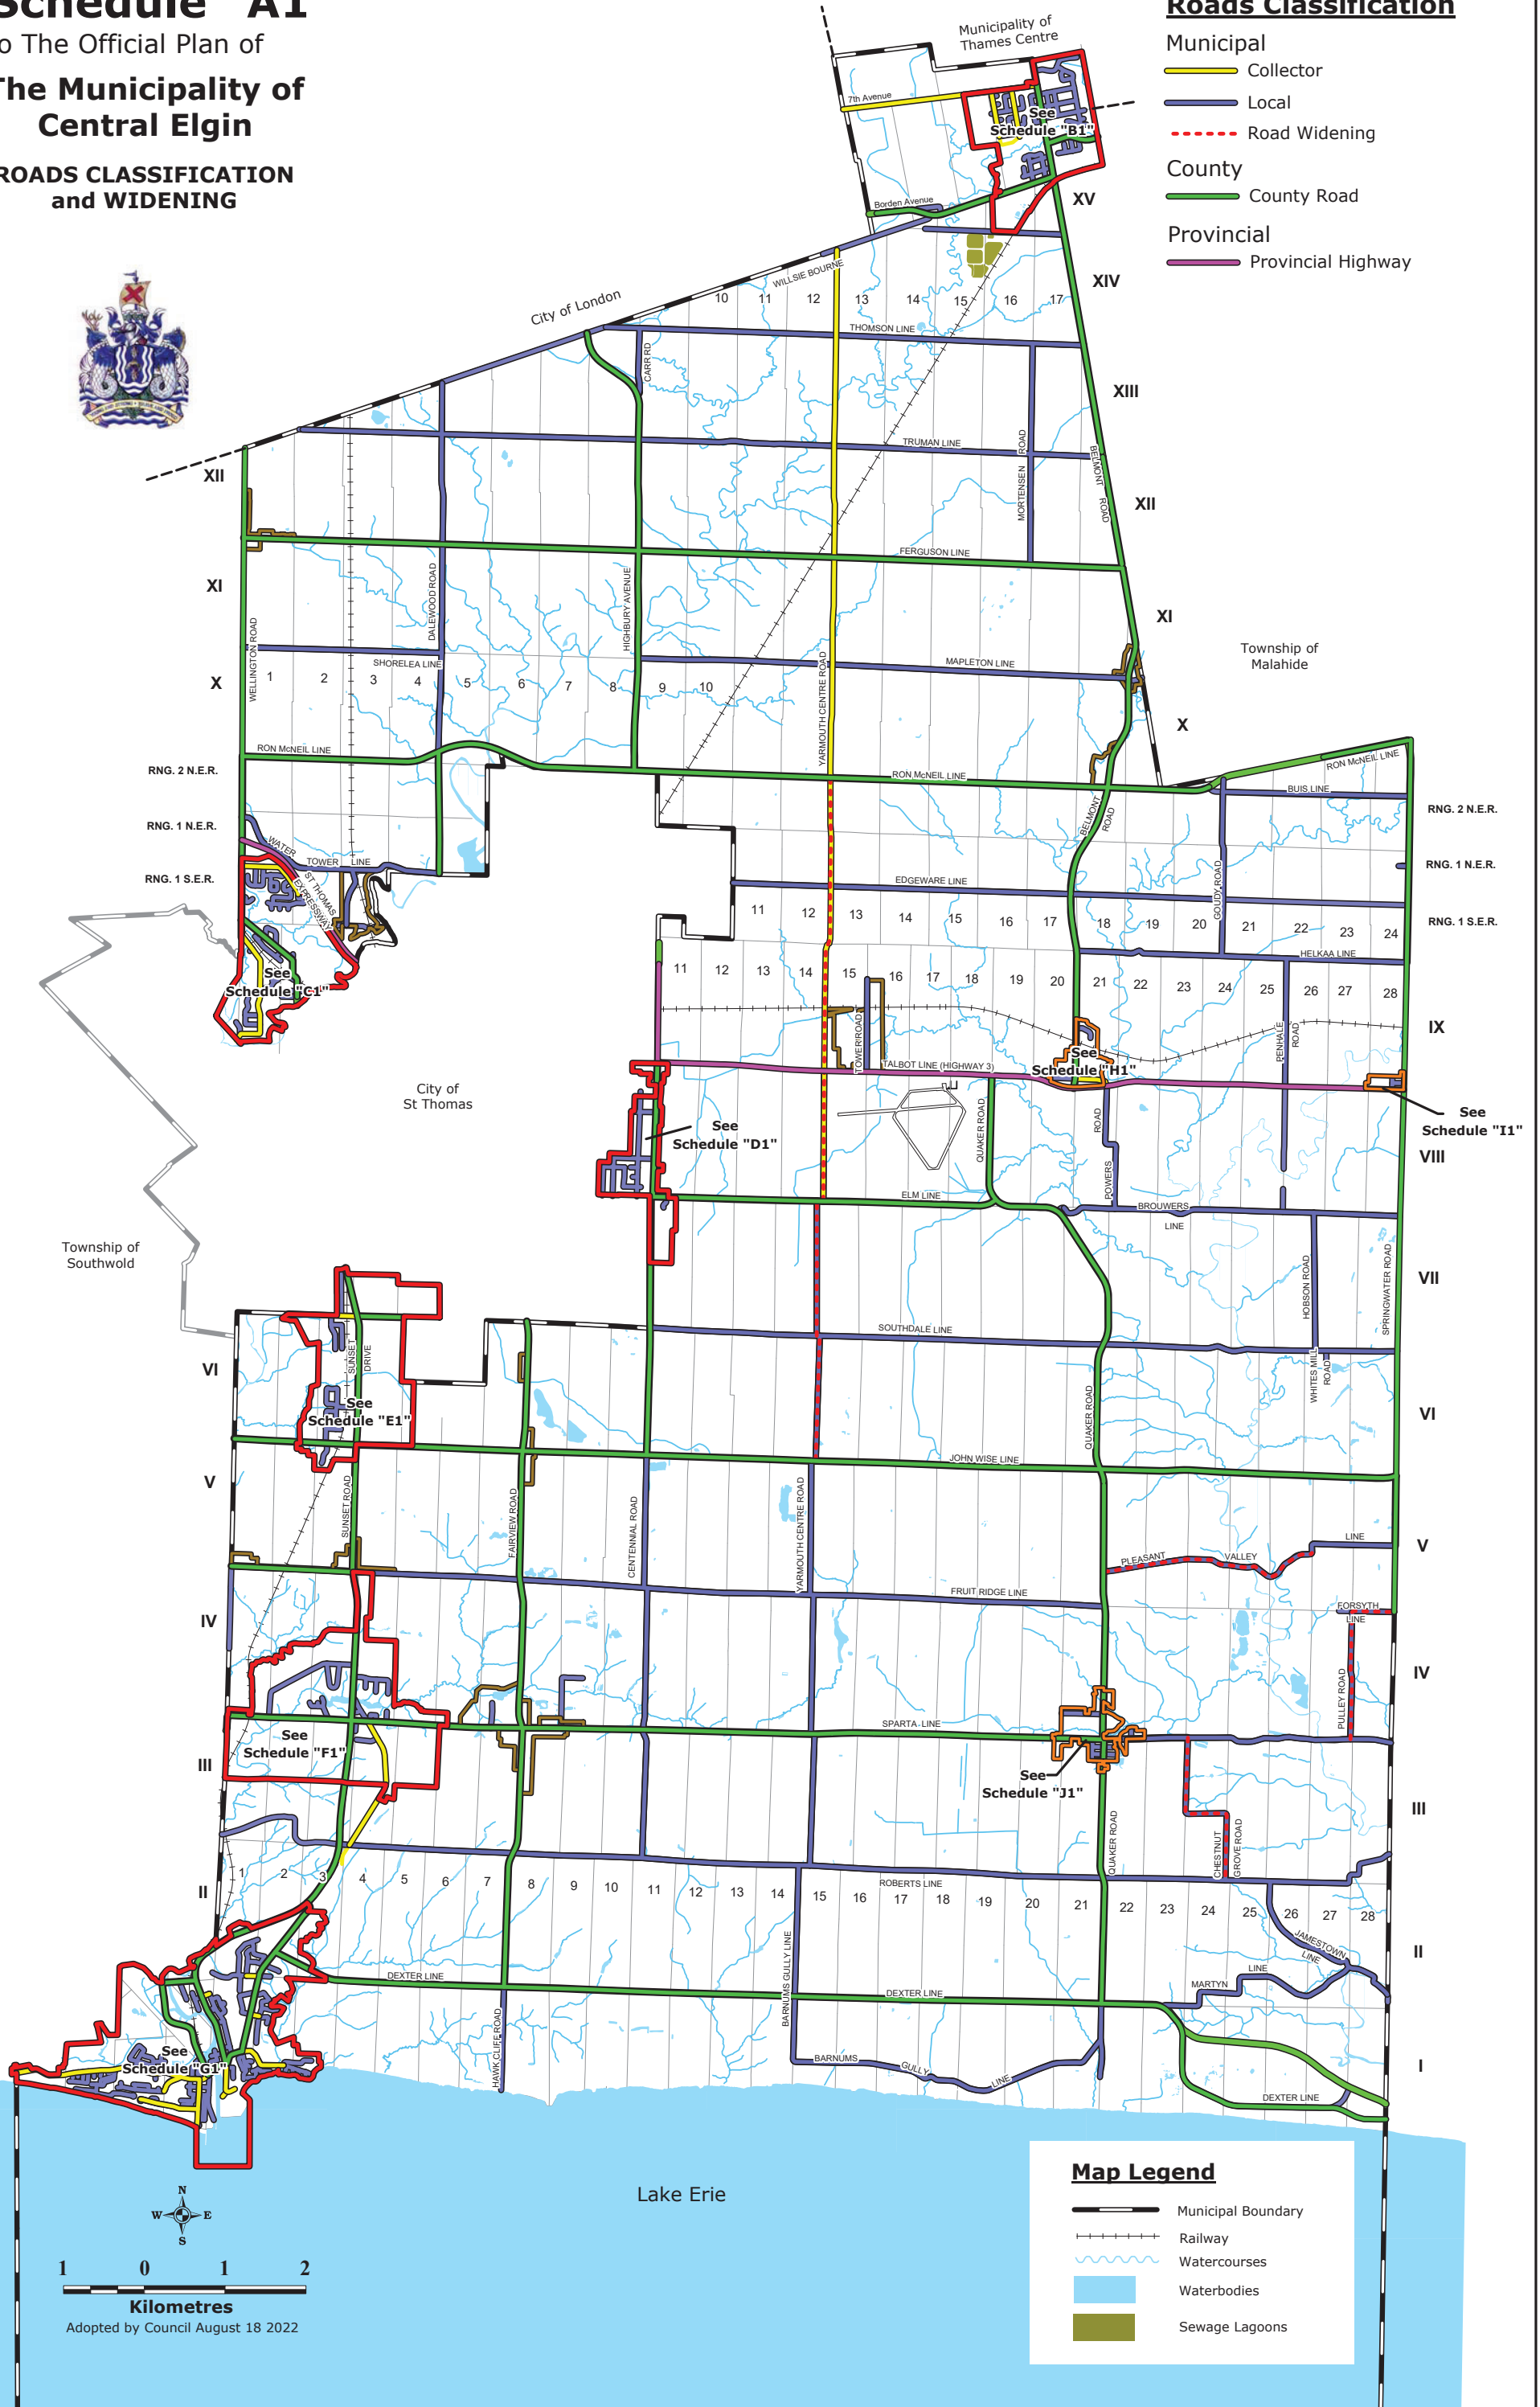 Schedule "A1"
to The Official Plan of
The Municipality of
Central Elgin
ROADS CLASSIFICATION
and WIDENING
Roads Classification
Municipal
Collector
Local
Road Widening
County
County Road
Provincial
Provincial Highway
Municipality of
Thames Centre
7th Avenue
See
Schedule "B1"
Borden Avenue
XV
WILLSIE BOURNE
City of London
XIV
10 11 12 13 14 15 16 17
THOMSON LINE
CARR RD
XIII
TRUMAN LINE
MORTENSEN ROAD
BELMONT ROAD
XII
XII
FERGUSON LINE
XI
XI
DALEWOOD ROAD
HIGHBURY AVENUE
WELLINGTON ROAD
YARMOUTH CENTRE ROAD
SHORELEA LINE
MAPLETON LINE
Township of
Malahide
X
1 2 3 4 5 6 7 8 9 10
X
RON McNEIL LINE
RON McNEIL LINE
RON McNEIL LINE
RNG. 2 N.E.R.
BUIS LINE
RNG. 2 N.E.R.
BELMONT ROAD
RNG. 1 N.E.R.
WATER TOWER LINE
RNG. 1 N.E.R.
RNG. 1 S.E.R.
ST THOMAS
EXPRESSWAY
EDGEWARE LINE
GOUDY ROAD
11 12 13 14 15 16 17 18 19 20 21 22 23 24
RNG. 1 S.E.R.
HELKAA LINE
See
Schedule "C1"
11 12 13 14 15 16 17 18 19 20 21 22 23 24 25 26 27 28
IX
TOWER ROAD
PENHALE ROAD
TALBOT LINE (HIGHWAY 3)
See
Schedule "H1"
City of
St Thomas
See
Schedule "D1"
See
Schedule "I1"
QUAKER ROAD
POWERS ROAD
VIII
ELM LINE
BROUWERS
LINE
Township of
Southwold
HOBSON ROAD
SPRINGWATER ROAD
VII
SOUTHDALE LINE
SUNSET
DRIVE
VI
WHITES MILL
ROAD
See
Schedule "E1"
QUAKER ROAD
VI
JOHN WISE LINE
V
SUNSET ROAD
FAIRVIEW ROAD
CENTENNIAL ROAD
YARMOUTH CENTRE ROAD
PLEASANT VALLEY LINE
V
FRUIT RIDGE LINE
FORSYTH
LINE
IV
IV
PULLEY ROAD
SPARTA LINE
See
Schedule "F1"
III
See
Schedule "J1"
III
QUAKER ROAD
CHESTNUT
GROVE ROAD
ROBERTS LINE
II
1 2 3 4 5 6 7 8 9 10 11 12 13 14 15 16 17 18 19 20 21 22 23 24 25 26 27 28
JAMESTOWN
LINE
II
MARTYN LINE
DEXTER LINE
DEXTER LINE
BARNUMS GULLY LINE
HAWK CLIFF ROAD
See
Schedule "G1"
BARNUMS GULLY LINE
I
DEXTER LINE
Lake Erie
N
W E
S
1 0 1 2
Kilometres
Adopted by Council August 18 2022
Map Legend
Municipal Boundary
Railway
Watercourses
Waterbodies
Sewage Lagoons